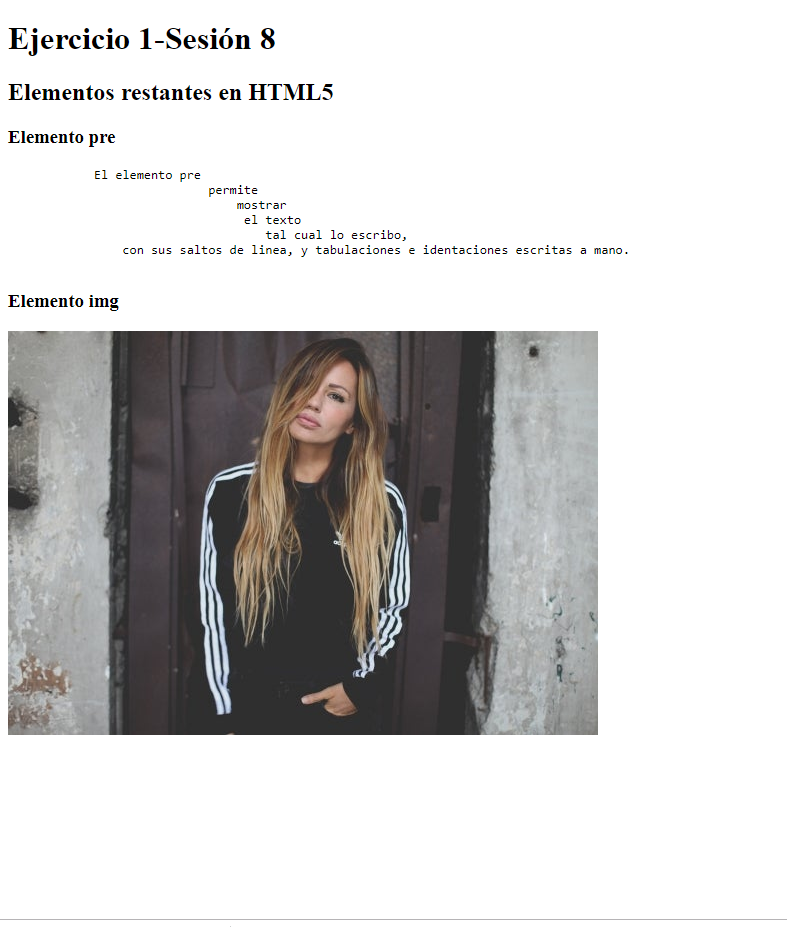 Ejercicio 1-Sesión 8
Elementos restantes en HTML5
Elemento pre
El elemento pre
permite
mostrar
el texto
tal cual lo escribo,
con sus saltos de linea, y tabulaciones e identaciones escritas a mano.
Elemento img